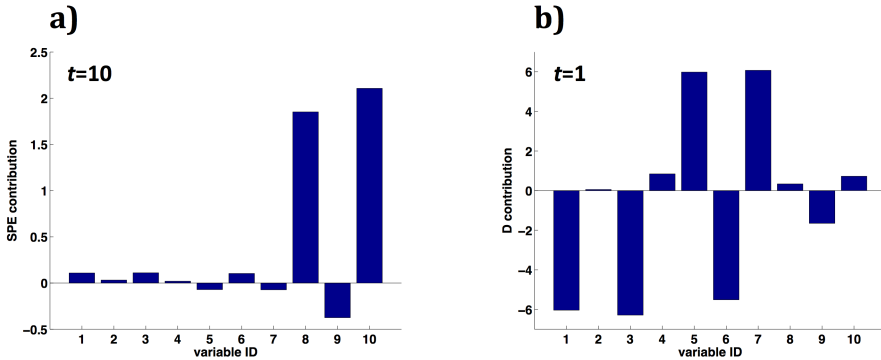 a)
t=10
SPE contribution
2.5
2
1.5
1
0.5
0
−0.5
1 2 3 4 5 6 7 8 9 10
variable ID
b)
t=1
D contribution
6
4
2
0
−2
−4
−6
1 2 3 4 5 6 7 8 9 10
variable ID